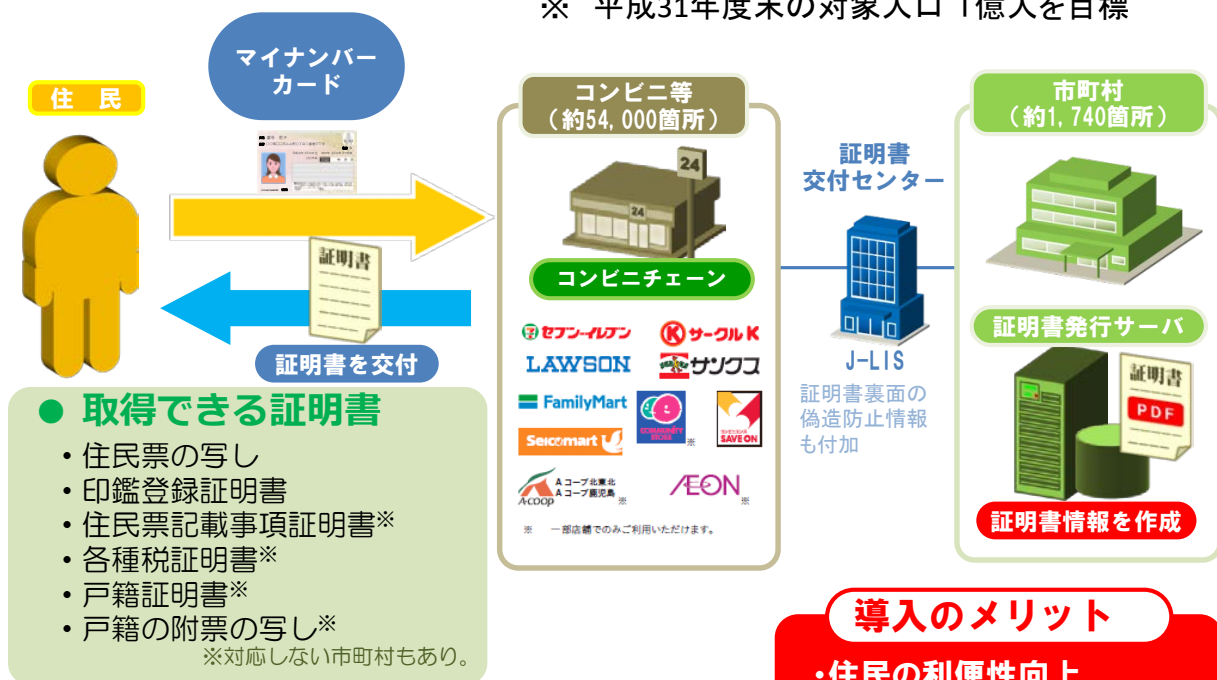 ※ 平成31年度末の対象人口 1億人を目標
マイナンバー
カード
住 民
コンビニ等
（約54,000箇所）
市町村
（約1,740箇所）
証明書
交付センター
24
24
証明書
コンビニチェーン
証明書を交付
セブン-イレブン
サークルK
LAWSON
サンクス
FamilyMart
COMMUNITY
STORE
※
SAVE ON
Seicomart
A-COOP
Aコープ北東北
Aコープ鹿児島
※
ÆON
※
※ 一部店舗でのみご利用いただけます。
J-LIS
証明書裏面の
偽造防止情報
も付加
証明書発行サーバ
証明書
PDF
証明書情報を作成
● 取得できる証明書
・住民票の写し
・印鑑登録証明書
・住民票記載事項証明書※
・各種税証明書※
・戸籍証明書※
・戸籍の附票の写し※
※対応しない市町村もあり。
導入のメリット
・住民の利便性向上